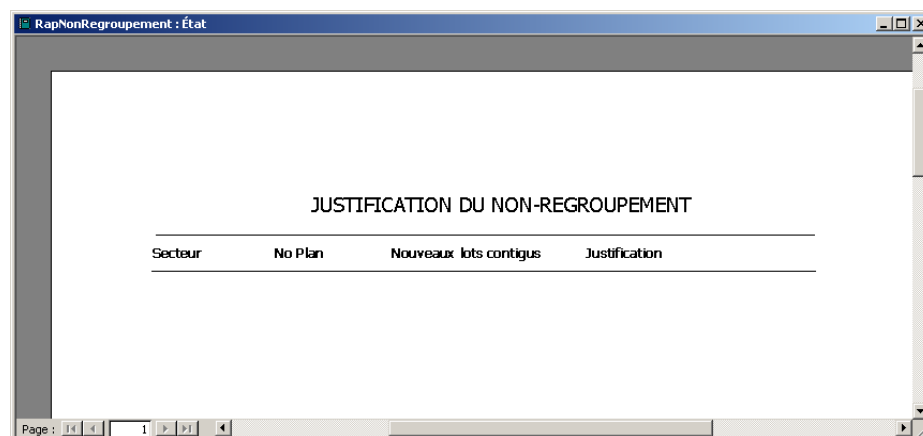 RapNonRegroupement : État
JUSTIFICATION DU NON-REGROUPEMENT
Secteur No Plan Nouveaux lots contigus Justification
Page : 1